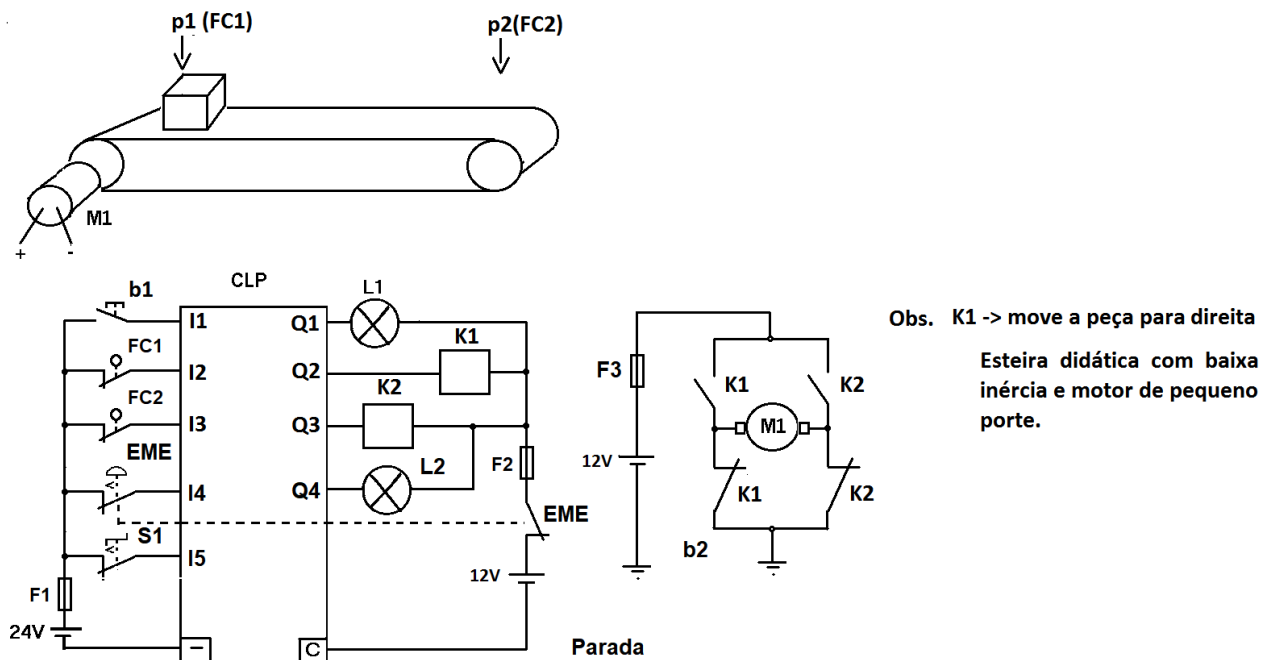 p1 (FC1)
p2(FC2)
M1
+ -
CLP
b1
I1
FC1
I2
FC2
I3
EME
I4
S1
I5
F1
24V
-
Q1
L1
Q2
K1
Q3
K2
Q4
L2
F2
EME
12V
C
Parada
F3
12V
K1
K2
M1
K1
K2
b2
Obs. K1 -> move a peça para direita
Esteira didática com baixa
inércia e motor de pequeno
porte.